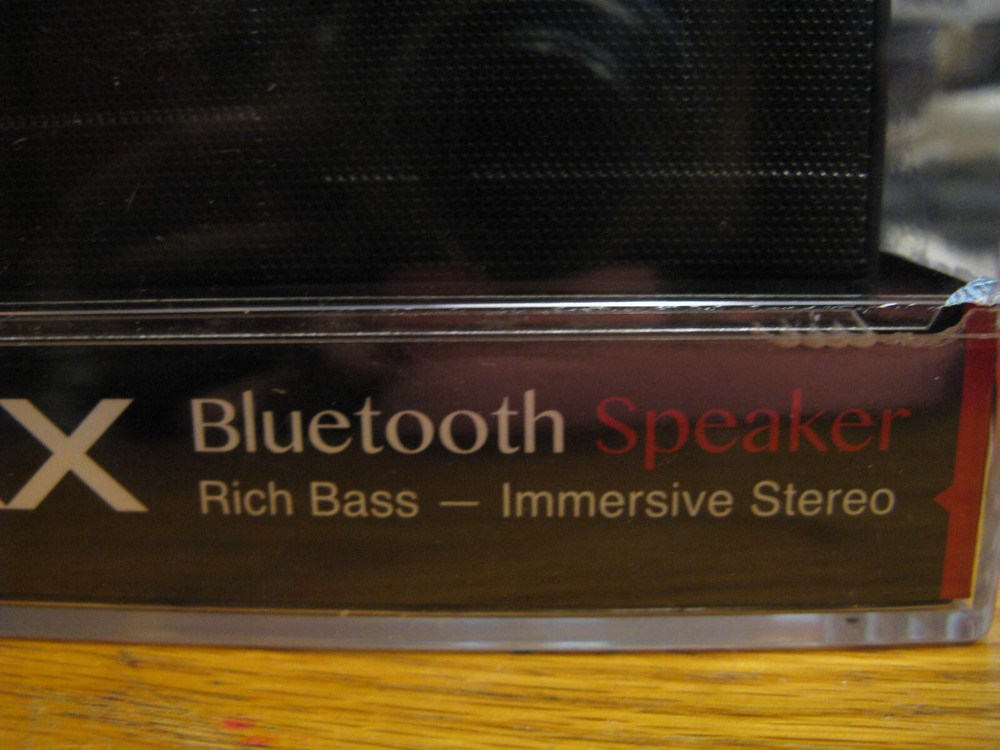 X Bluetooth Speaker
Rich Bass — Immersive Stereo